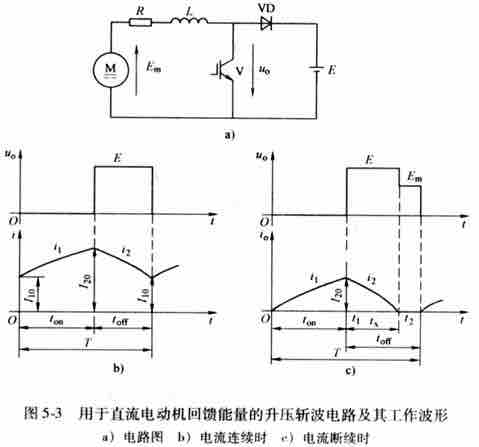 R L VD
M Em V uo E
a)
uo E
O t
i i1 i2
I10 I20 I10
O ton toff t
T
b)
uo E Em
O t
io i1 i2
I20
O ton t1 tx t2 t
toff
T
c)
图 5-3 用于直流电动机回馈能量的升压斩波电路及其工作波形
a) 电路图 b) 电流连续时 c) 电流断续时